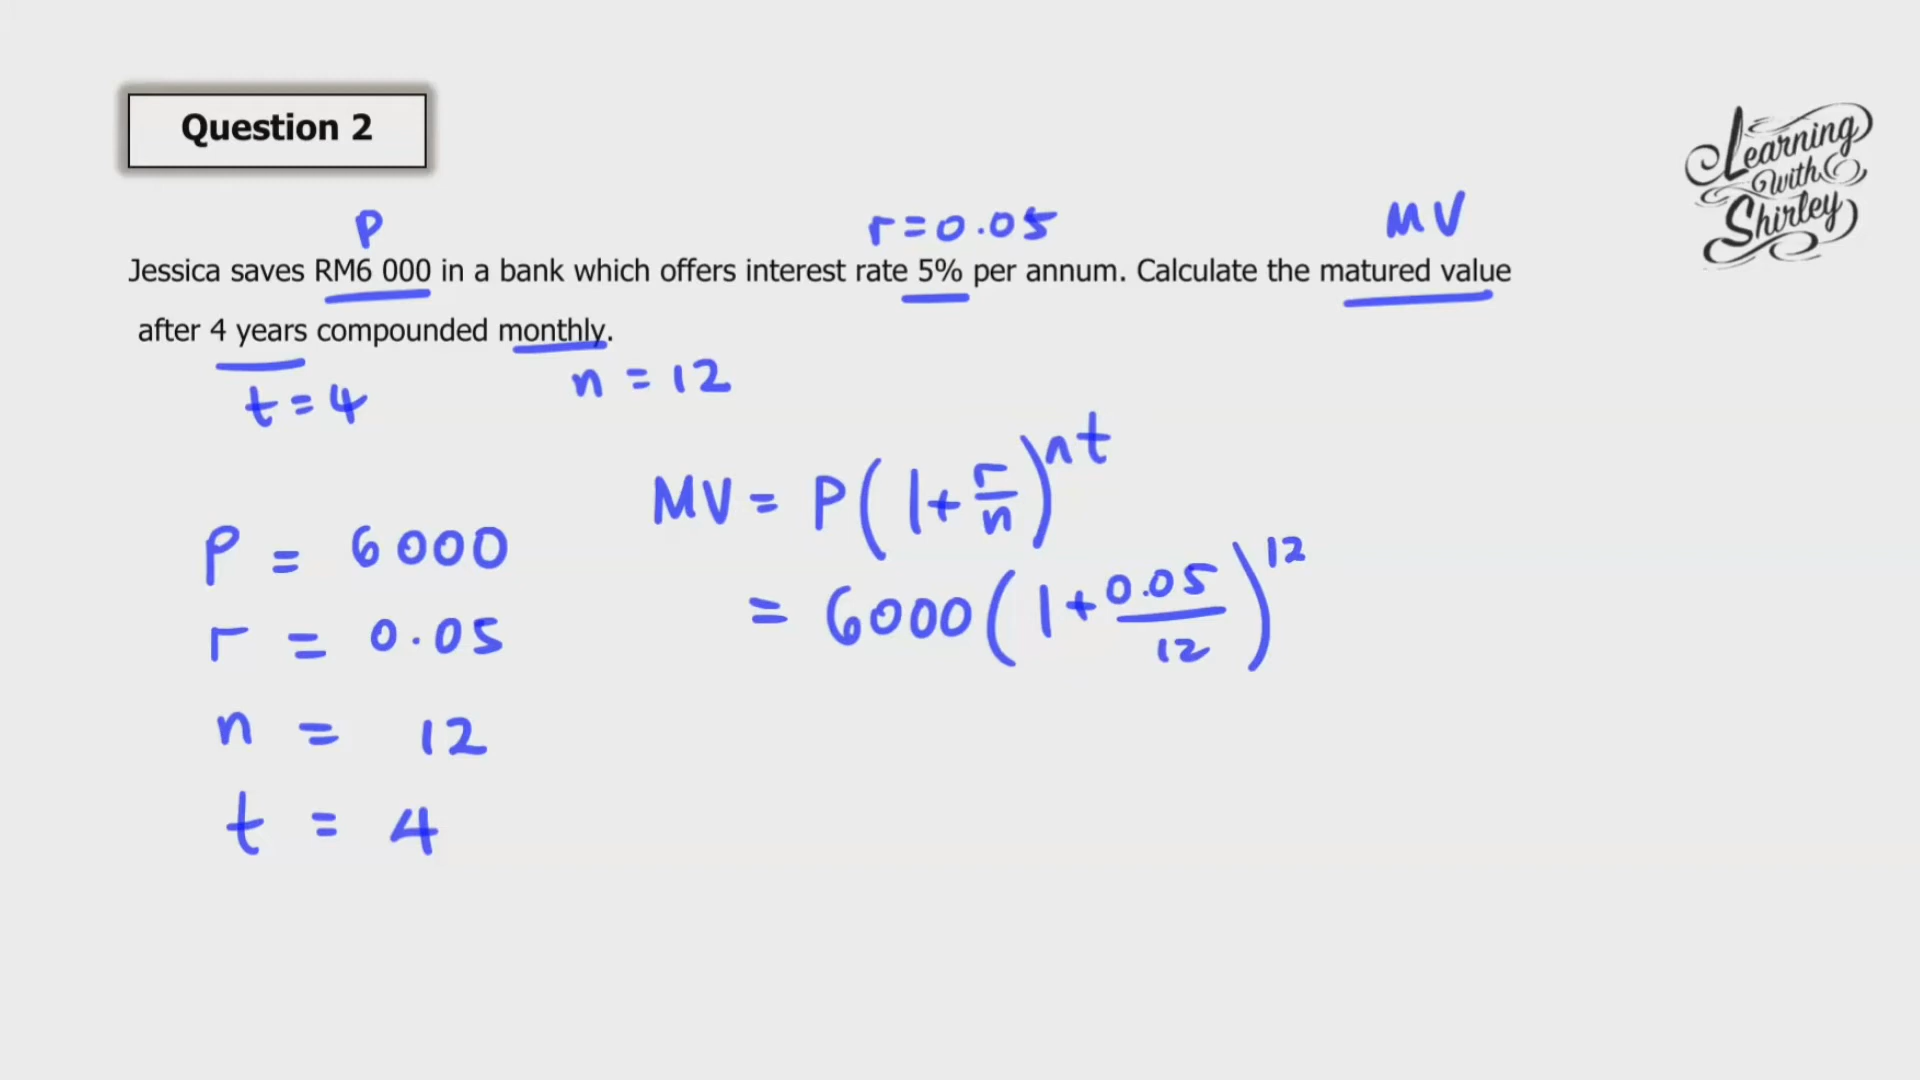 Question 2
Learning
with
Shirley
P r = 0.05 MV
Jessica saves RM6 000 in a bank which offers interest rate 5% per annum. Calculate the matured value
after 4 years compounded monthly.
t = 4 n = 12
MV = P(1+r/n)^nt
P = 6000
= 6000(1+0.05/12)^12
r = 0.05
n = 12
t = 4